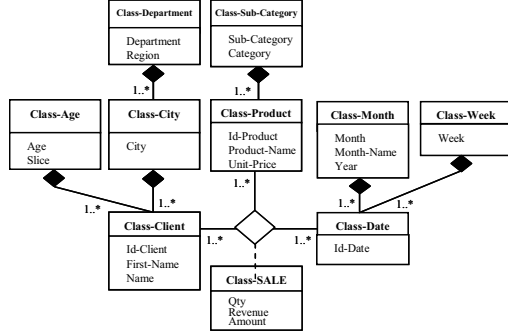 Class-Department
Department
Region
Class-Sub-Category
Sub-Category
Category
1..*
1..*
Class-Age
Age
Slice
Class-City
City
Class-Product
Id-Product
Product-Name
Unit-Price
Class-Month
Month
Month-Name
Year
Class-Week
Week
1..*
1..*
1..*
1..*
1..*
Class-Client
Id-Client
First-Name
Name
1..*
1..*
Class-Date
Id-Date
Class-SALE
Qty
Revenue
Amount